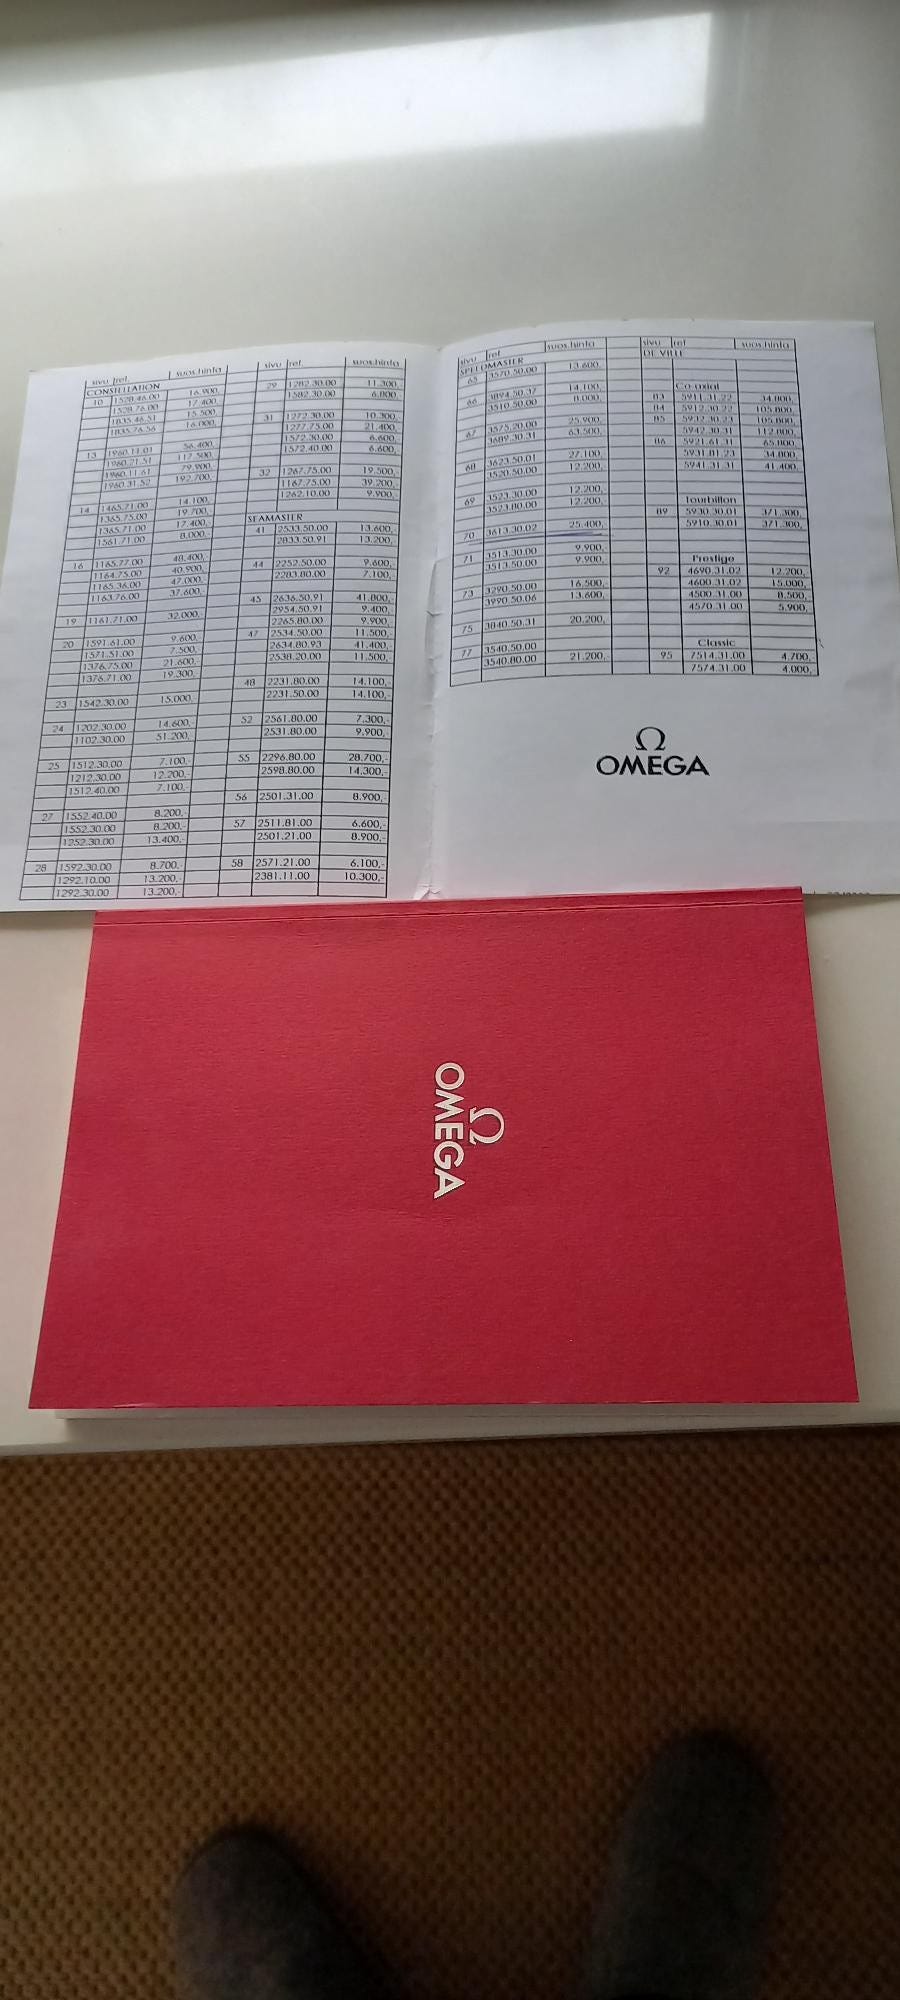 sivu ref. suos.hinta
CONSTELLATION
10 1528.46.00 16.900,
1528.76.00 17.400
1835.46.51 15.500
1835.76.56 16.000,
13 1960.11.01 56.400
1960.21.51 117.500
1960.11.61 79.900,
1960.31.52 192.700,
14 1465.71.00 14.100,
1365.75.00 19.700,
1365.71.00 17.400,-
1561.71.00 8.000,-
16 1165.77.00 48.400,-
1164.75.00 40.900,
1165.36.00 47.000,
1163.76.00 37.600,-
19 1161.71.00 32.000,
20 1591.61.00 9.600,
1571.51.00 7.500,
1376.75.00 21.600,
1376.71.00 19.300,
23 1542.30.00 15.000,
24 1202.30.00 14.600,-
1102.30.00 51.200,
25 1512.30.00 7.100,-
1212.30.00 12.200,
1512.40.00 7.100,-
27 1552.40.00 8.200,-
1552.30.00 8.200,-
1252.30.00 13.400,-
28 1592.30.00 8.700,-
1292.10.00 13.200,-
1292.30.00 13.200,-
sivu ref. suos.hinta
29 1282.30.00 11.300,
1582.30.00 6.800,
31 1272.30.00 10.300,
1277.75.00 21.400,
1572.30.00 6.600,
1572.40.00 6.600,
32 1267.75.00 19.500,
1167.75.00 39.200,
1262.10.00 9.900,
SEAMASTER
41 2533.50.00 13.600,-
2833.50.91 13.200,
44 2252.50.00 9.600,
2283.80.00 7.100,
45 2636.50.91 41.800,
2954.50.91 9.400,
2265.80.00 9.900,
47 2534.50.00 11.500,-
2634.80.93 41.400,-
2538.20.00 11.500,
48 2231.80.00 14.100,-
2231.50.00 14.100,
52 2561.80.00 7.300,-
2531.80.00 9.900,
55 2296.80.00 28.700,-
2598.80.00 14.300,
56 2501.31.00 8.900,-
57 2511.81.00 6.600,-
2501.21.00 8.900,-
58 2571.21.00 6.100,-
2381.11.00 10.300,-
sivu ref suos.hinta
SPEEDMASTER
65 3570.50.00 13.600,
66 3894.50.37 14.100,
3510.50.00 8.000,
67 3575.20.00 25.900
3689.30.31 63.500,
68 3623.50.01 27.100,
3520.50.00 12.200,
69 3523.30.00 12.200,
3523.80.00 12.200,-
70 3613.30.02 25.400,-
71 3513.30.00 9.900,
3513.50.00 9.900,
73 3290.50.00 16.500,
3990.50.06 13.600,
75 3840.50.31 20.200,
77 3540.50.00
3540.80.00 21.200,-
sivu ref suos.hinta
DE VILLE
Co-axial
83 5911.31.22 34.800,
84 5912.30.22 105.800,
85 5932.30.23 105.800,
5942.30.31 112.800,
86 5921.61.31 65.800,
5931.81.23 34.800,
5941.31.31 41.400,
Tourbillon
89 5930.30.01 371.300,
5910.30.01 371.300,
Prestige
92 4690.31.02 12.200,
4600.31.02 15.000,
4500.31.00 8.500,
4570.31.00 5.900,
Classic
95 7514.31.00 4.700,-
7574.31.00 4.000,
Ω
OMEGA
Ω
OMEGA